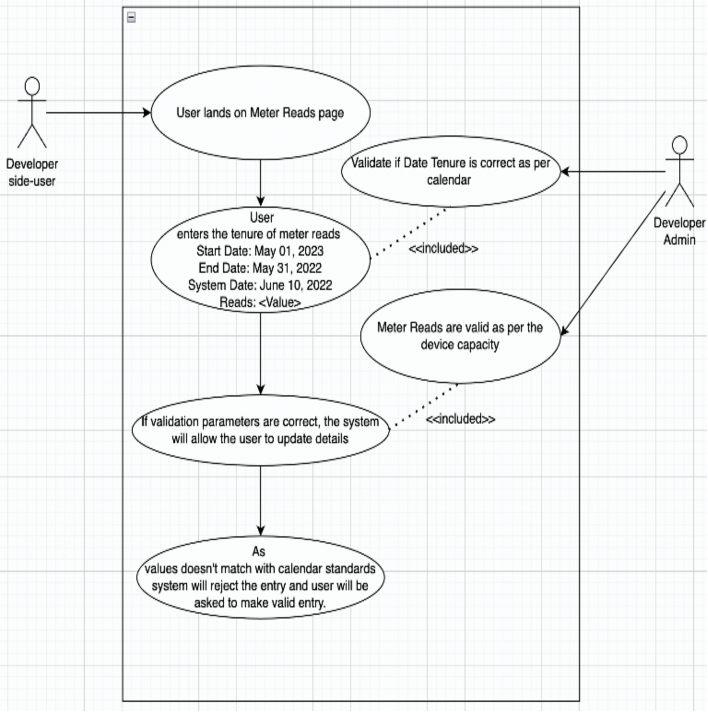 User lands on Meter Reads page
Developer
side-user
Validate if Date Tenure is correct as per
calendar
Developer
Admin
User
enters the tenure of meter reads
Start Date: May 01, 2023
End Date: May 31, 2022
System Date: June 10, 2022
Reads: <Value>
<<included>>
Meter Reads are valid as per the
device capacity
If validation parameters are correct, the system
will allow the user to update details
<<included>>
As
values doesn't match with calendar standards
system will reject the entry and user will be
asked to make valid entry.